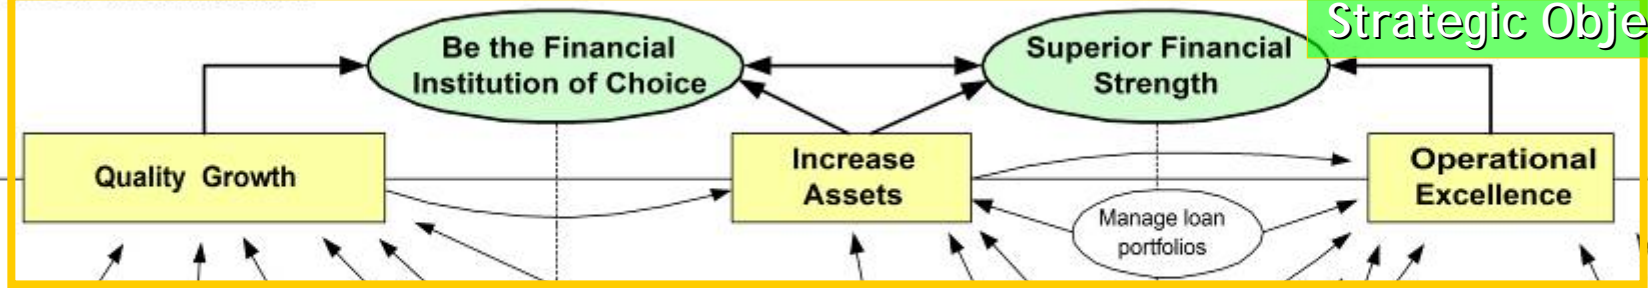 Strategic Obje
Be the Financial
Institution of Choice
Superior Financial
Strength
Quality Growth
Increase
Assets
Operational
Excellence
Manage loan
portfolios